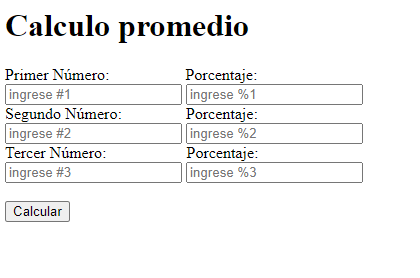 Calculo promedio
Primer Número: Porcentaje:
ingrese #1 ingrese %1
Segundo Número: Porcentaje:
ingrese #2 ingrese %2
Tercer Número: Porcentaje:
ingrese #3 ingrese %3
Calcular